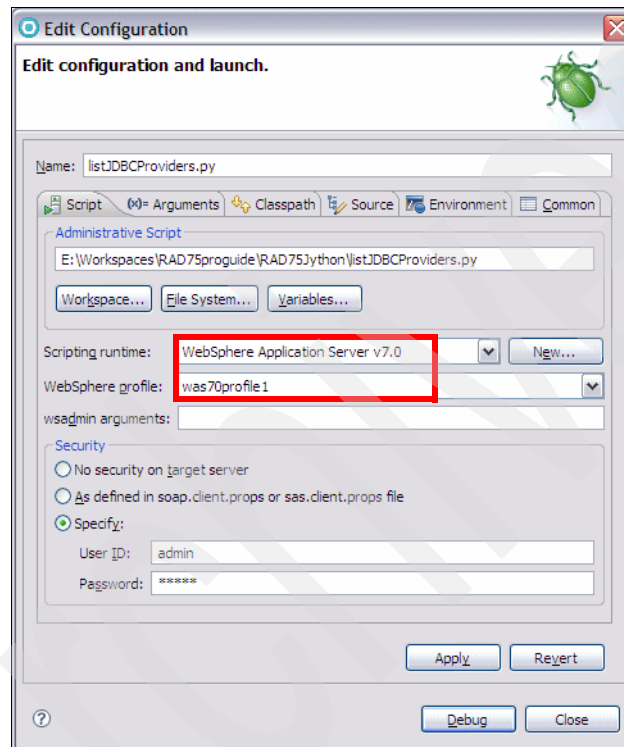 Edit Configuration
Edit configuration and launch.
Name: listJDBCProviders.py
Script (x)= Arguments Classpath Source Environment Common
Administrative Script
E:\Workspaces\RAD75proguide\RAD75Jython\listJDBCProviders.py
Workspace... File System... Variables...
Scripting runtime: WebSphere Application Server v7.0 New...
WebSphere profile: was70profile1
wsadmin arguments:
Security
No security on target server
As defined in soap.client.props or sas.client.props file
Specify:
User ID: admin
Password: *****
Apply Revert
? Debug Close